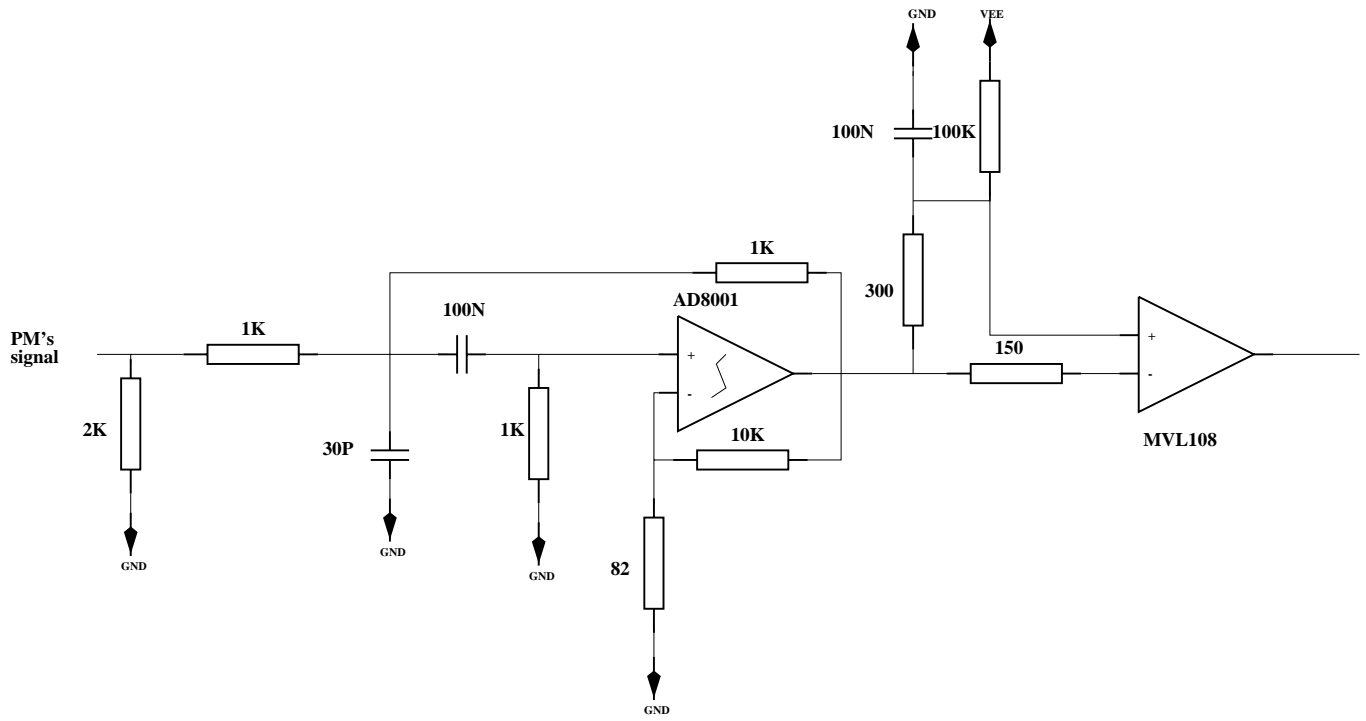 GND
VEE
100N
100K
1K
300
AD8001
100N
PM's
signal
1K
150
+
-
+
-
2K
1K
30P
10K
MVL108
GND
GND
GND
82
GND